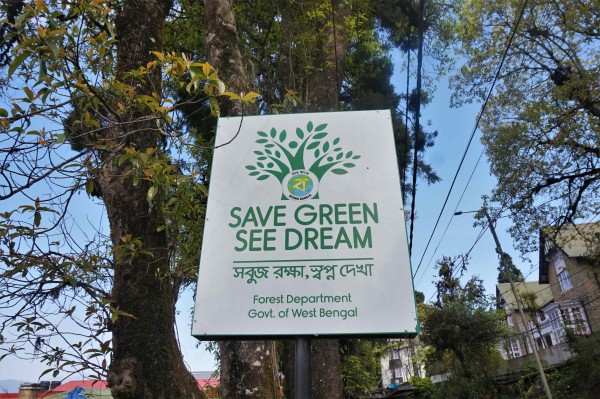 SAVE GREEN
SEE DREAM
সবুজ রক্ষা, স্বপ্ন দেখা
Forest Department
Govt. of West Bengal